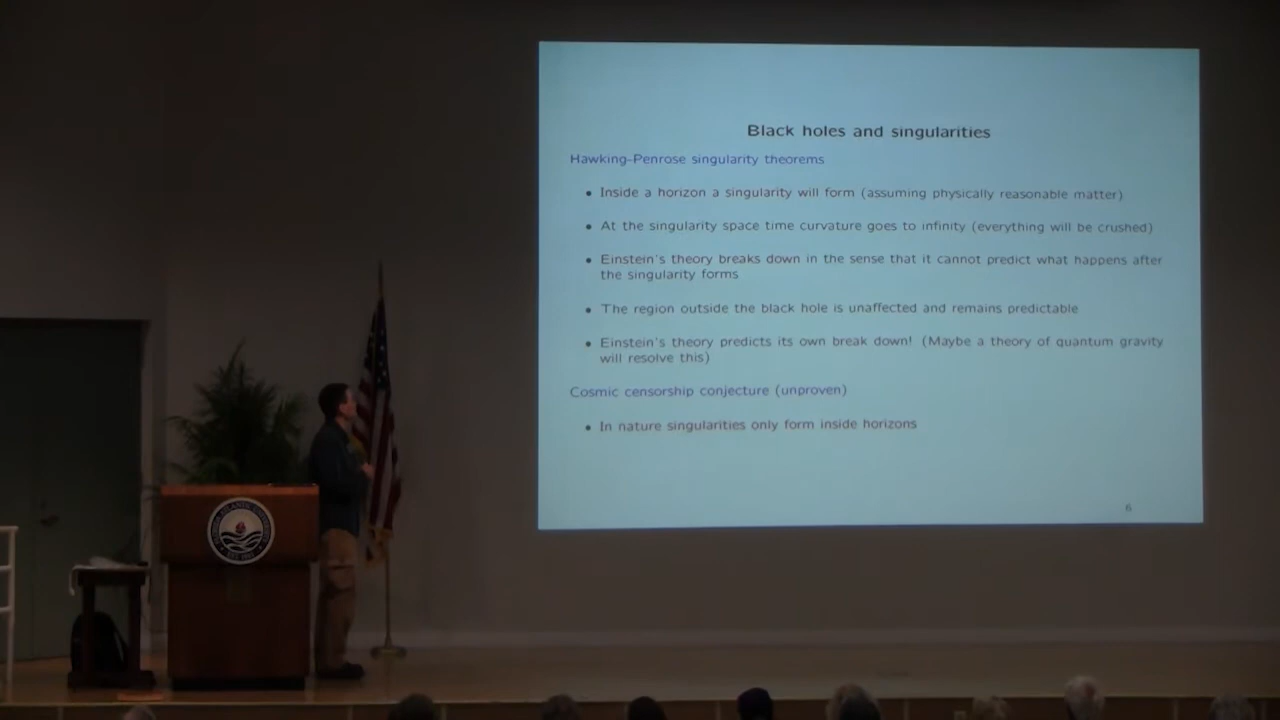 Black holes and singularities
Hawking-Penrose singularity theorems
• Inside a horizon a singularity will form (assuming physically reasonable matter)
• At the singularity space time curvature goes to infinity (everything will be crushed)
• Einstein's theory breaks down in the sense that it cannot predict what happens after
the singularity forms
• The region outside the black hole is unaffected and remains predictable
• Einstein's theory predicts its own break down! (Maybe a theory of quantum gravity
will resolve this)
Cosmic censorship conjecture (unproven)
• In nature singularities only form inside horizons
6